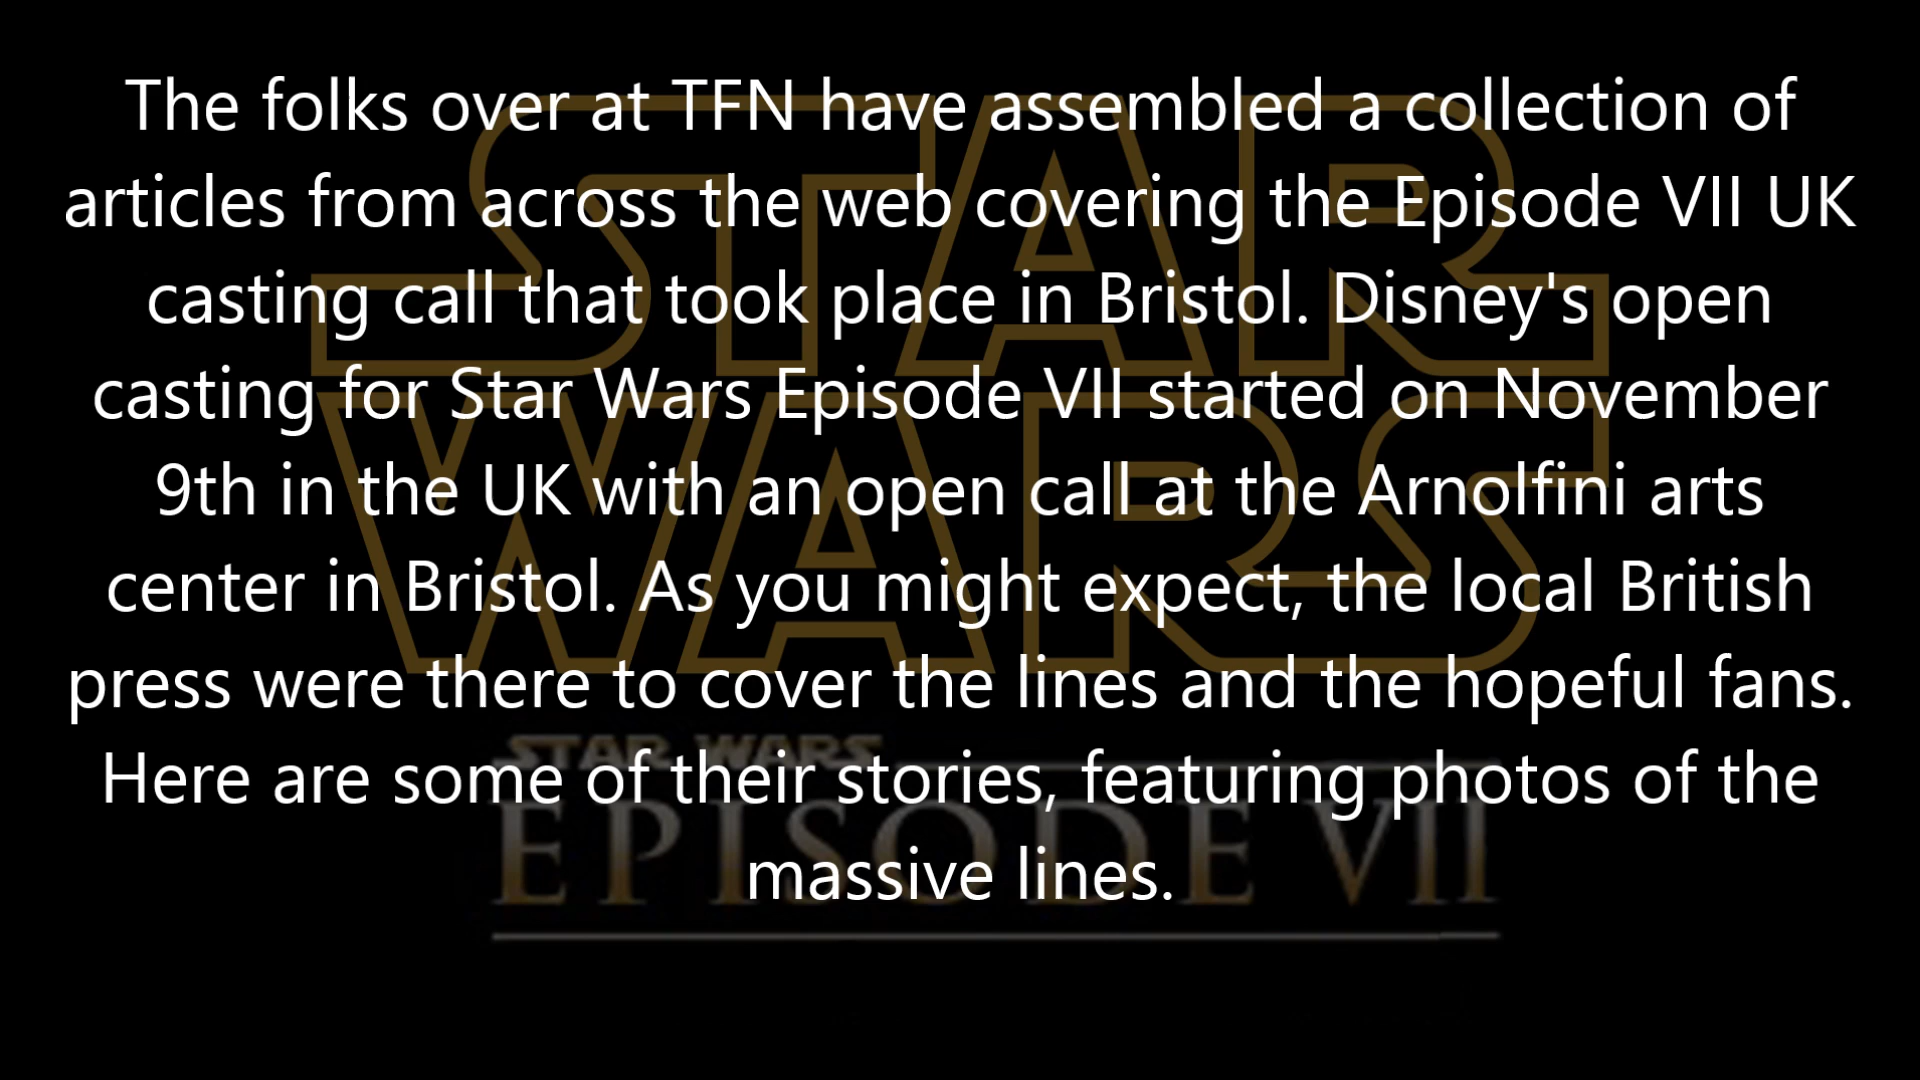 The folks over at TFN have assembled a collection of
articles from across the web covering the Episode VII UK
casting call that took place in Bristol. Disney's open
casting for Star Wars Episode VII started on November
9th in the UK with an open call at the Arnolfini arts
center in Bristol. As you might expect, the local British
press were there to cover the lines and the hopeful fans.
Here are some of their stories, featuring photos of the
massive lines.
STAR
WARS
STAR WARS
EPISODE VII